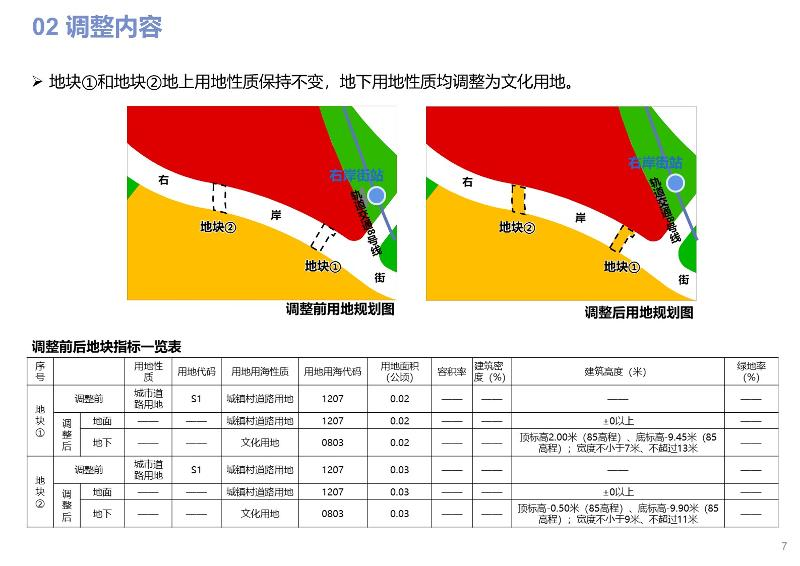 02 调整内容
➢ 地块①和地块②地上用地性质保持不变，地下用地性质均调整为文化用地。
右岸街站
右
轨道交通8号线
岸
地块②
地块①
街
调整前用地规划图
右岸街站
右
轨道交通8号线
岸
地块②
地块①
街
调整后用地规划图
调整前后地块指标一览表
序号 用地性质 用地代码 用地用海性质 用地用海代码 用地面积（公顷） 容积率 建筑密度（%） 建筑高度（米） 绿地率（%）
地块① 调整前 城市道路用地 S1 城镇村道路用地 1207 0.02 —— —— —— ——
调整后 地面 —— —— 城镇村道路用地 1207 0.02 —— —— ±0以上 ——
地下 —— —— 文化用地 0803 0.02 —— —— 顶标高2.00米（85高程）、底标高-9.45米（85高程）；宽度不小于7米、不超过13米 ——
地块② 调整前 城市道路用地 S1 城镇村道路用地 1207 0.03 —— —— —— ——
调整后 地面 —— —— 城镇村道路用地 1207 0.03 —— —— ±0以上 ——
地下 —— —— 文化用地 0803 0.03 —— —— 顶标高-0.50米（85高程）、底标高-9.90米（85高程）；宽度不小于9米、不超过11米 ——
7